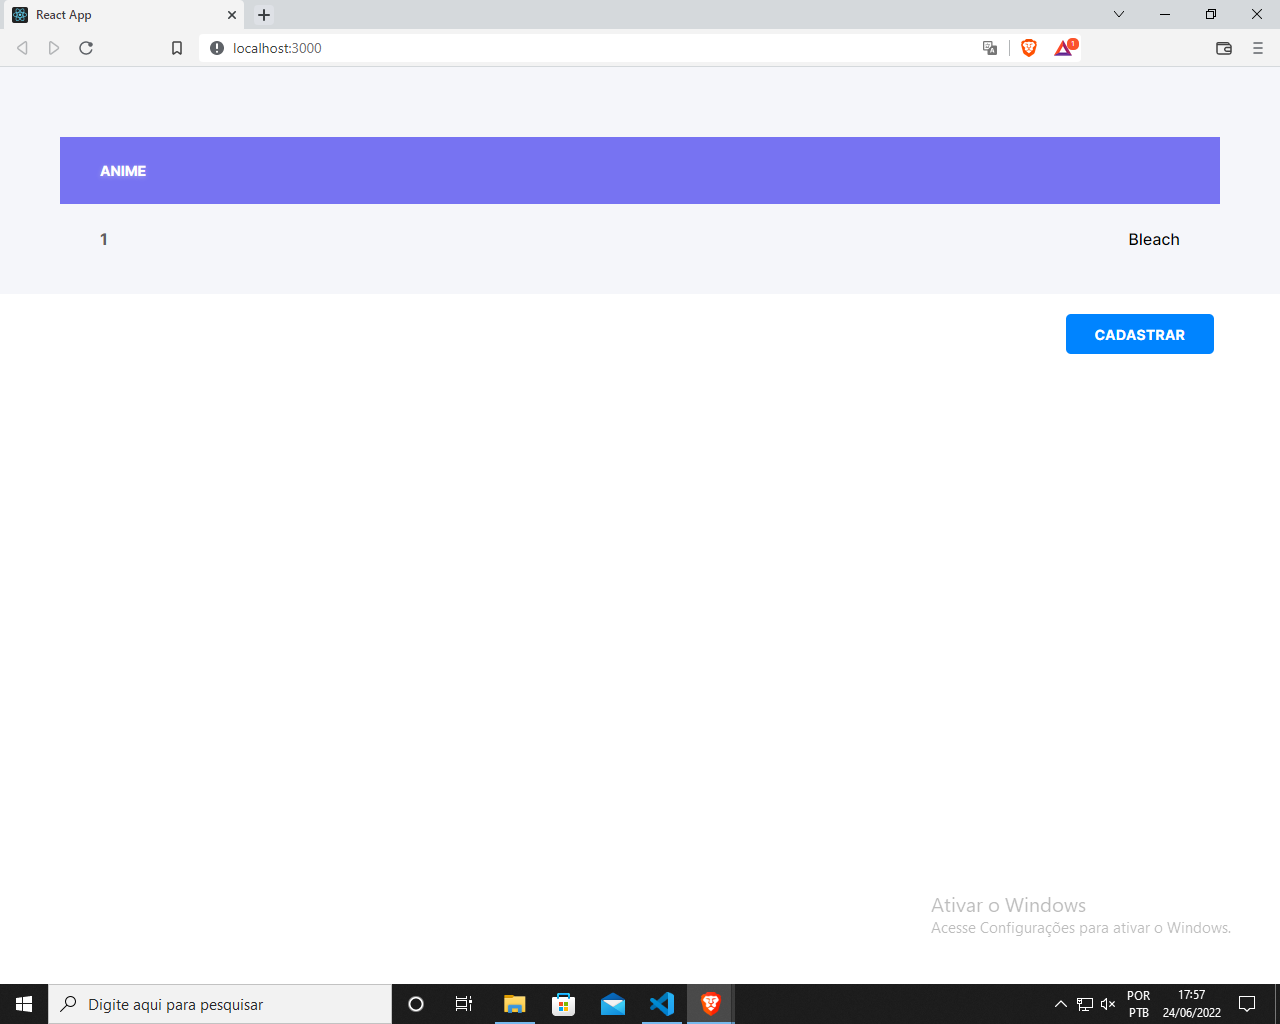 React App
localhost:3000
1
ANIME
1 Bleach
CADASTRAR
Ativar o Windows
Acesse Configurações para ativar o Windows.
Digite aqui para pesquisar
POR 17:57
PTB 24/06/2022